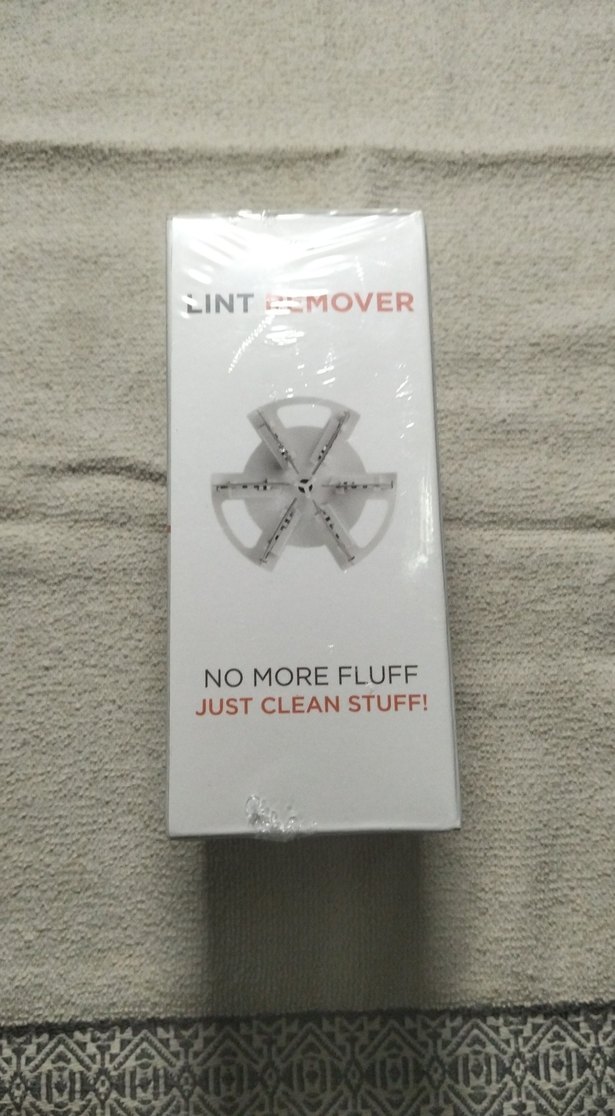 LINT REMOVER
NO MORE FLUFF
JUST CLEAN STUFF!